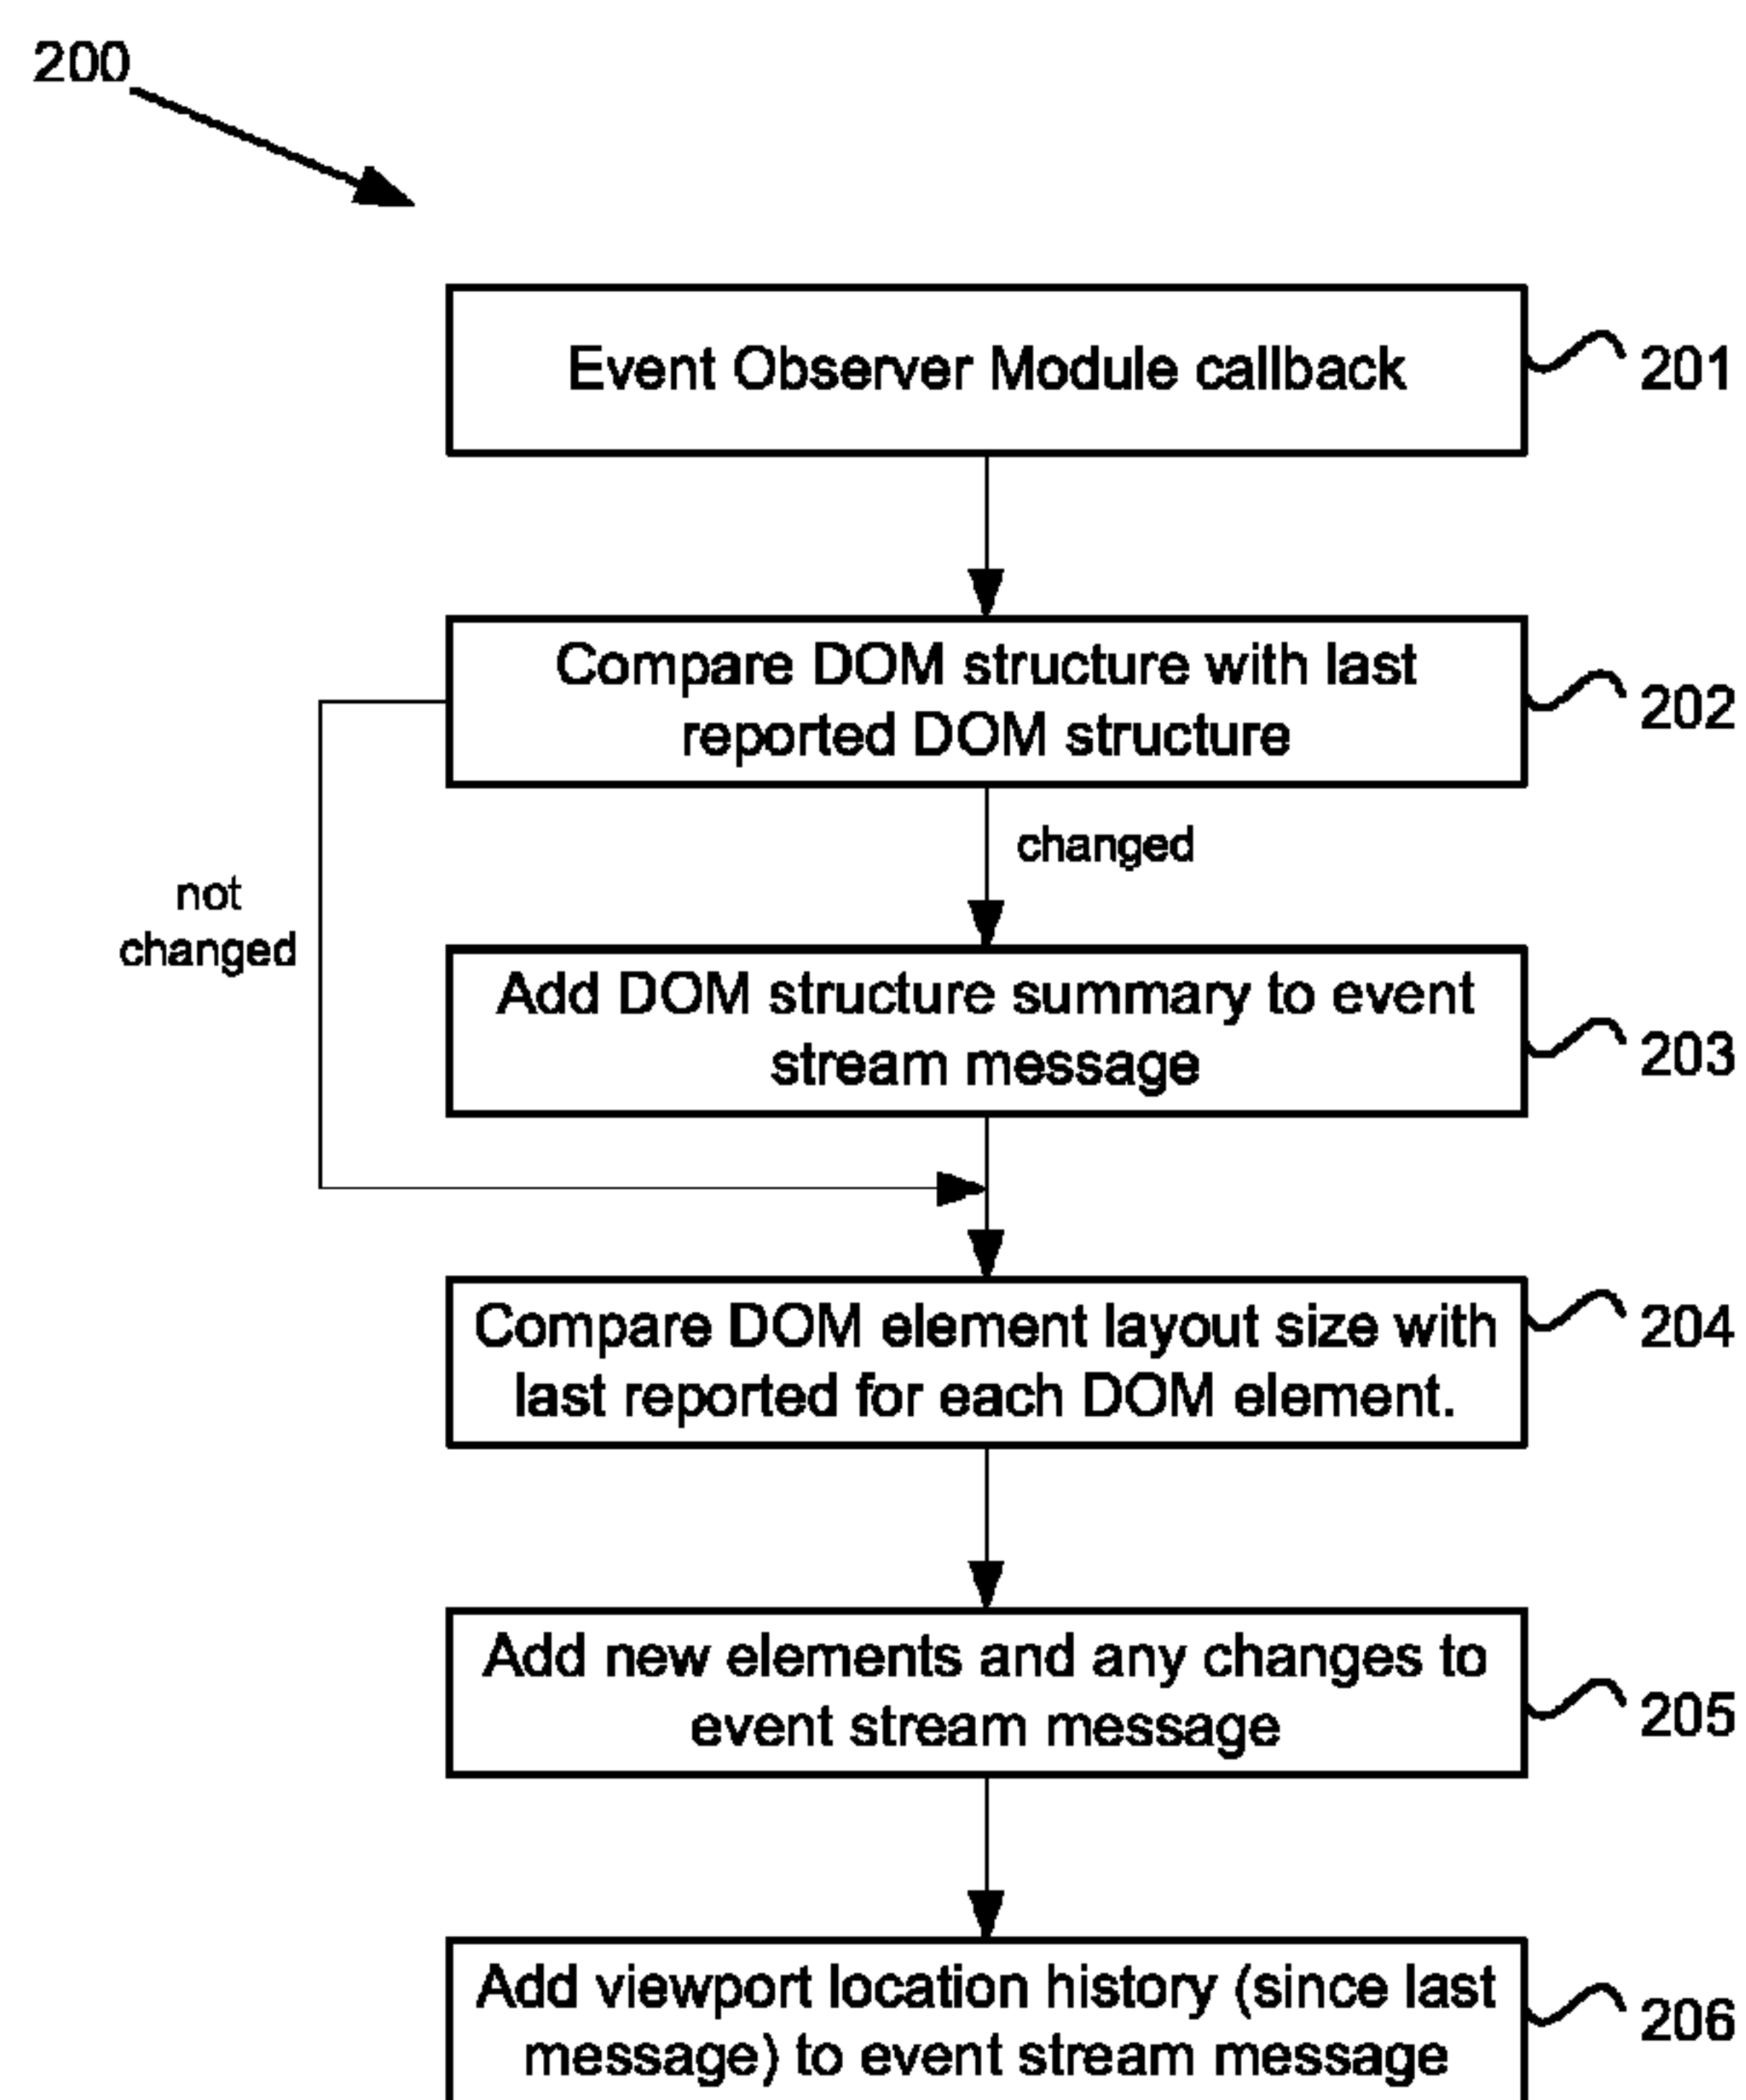 200
Event Observer Module callback
201
Compare DOM structure with last
reported DOM structure
202
changed
not
changed
Add DOM structure summary to event
stream message
203
Compare DOM element layout size with
last reported for each DOM element.
204
Add new elements and any changes to
event stream message
205
Add viewport location history (since last
message) to event stream message
206